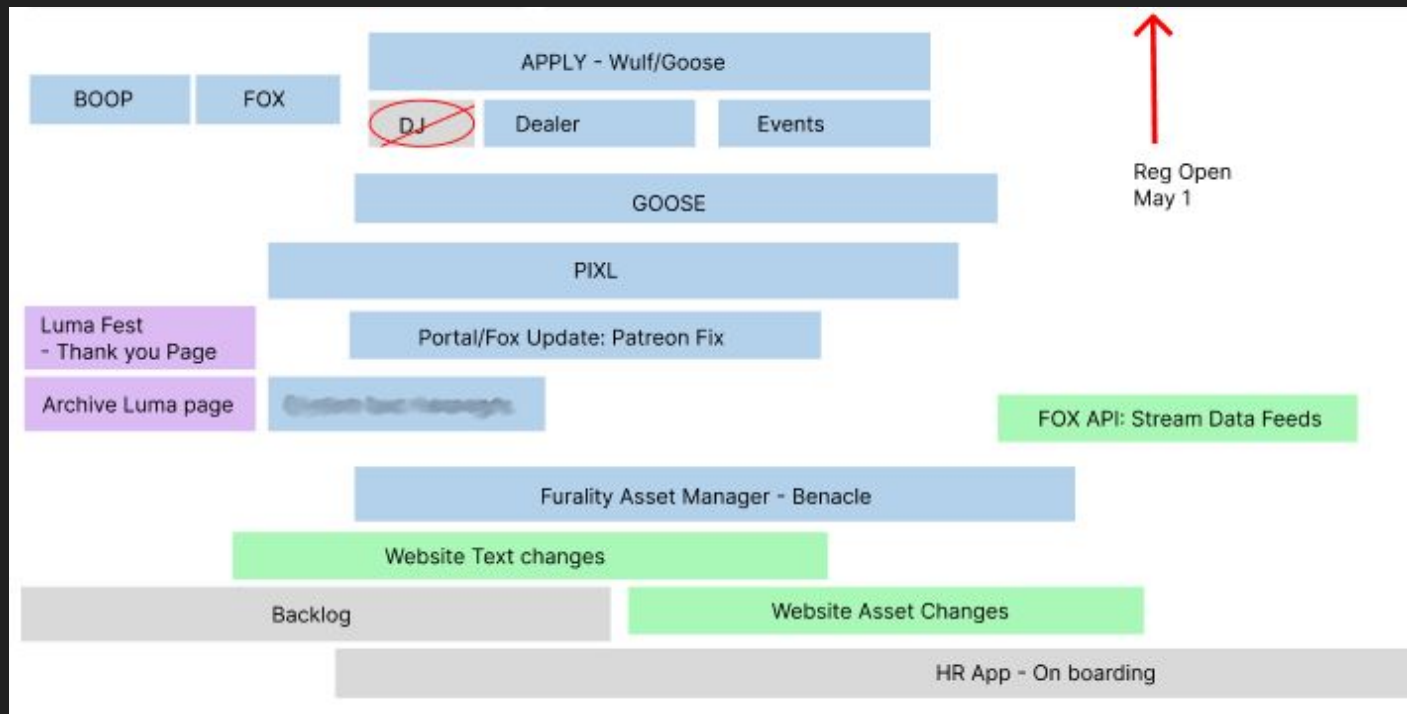 APPLY - Wulf/Goose
BOOP
FOX
DJ
Dealer
Events
Reg Open
May 1
GOOSE
PIXL
Luma Fest
- Thank you Page
Portal/Fox Update: Patreon Fix
Archive Luma page
FOX API: Stream Data Feeds
Furality Asset Manager - Benacle
Website Text changes
Backlog
Website Asset Changes
HR App - On boarding